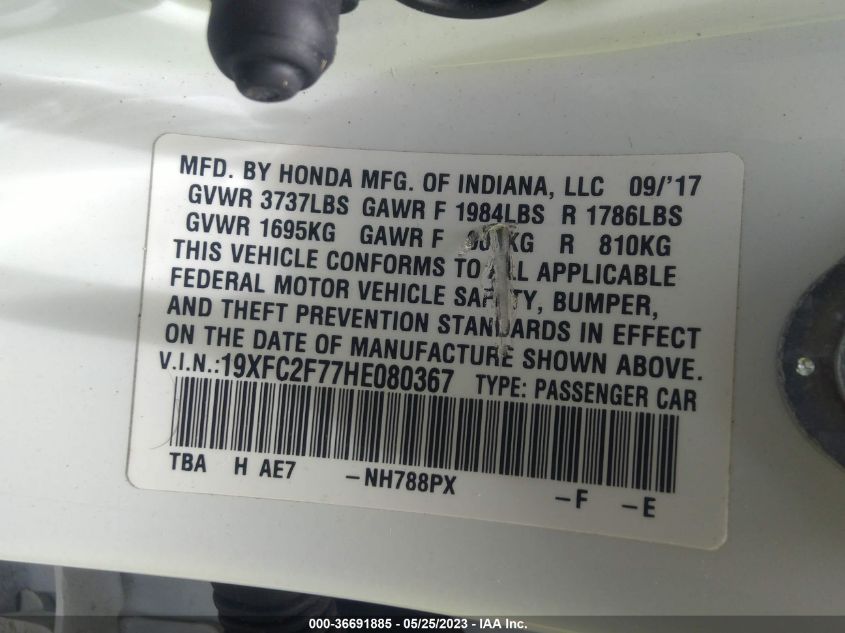 MFD. BY HONDA MFG. OF INDIANA, LLC 09/'17
GVWR 3737LBS GAWR F 1984LBS R 1786LBS
GVWR 1695KG GAWR F R 810KG
THIS VEHICLE CONFORMS TO ALL APPLICABLE
FEDERAL MOTOR VEHICLE SAFETY, BUMPER,
AND THEFT PREVENTION STANDARDS IN EFFECT
ON THE DATE OF MANUFACTURE SHOWN ABOVE.
V.I.N.:19XFC2F77HE080367 TYPE: PASSENGER CAR
TBA H AE7 -NH788PX -F -E
000-36691885 - 05/25/2023 - IAA Inc.